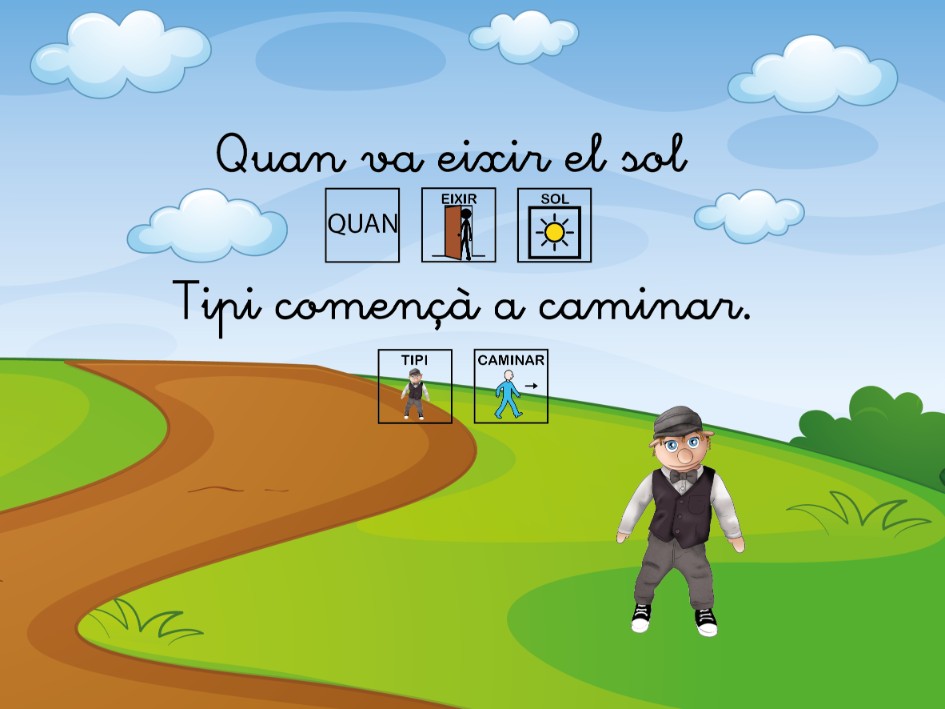 Quan va eixir el sol
QUAN EIXIR SOL
Tipi començà a caminar.
TIPI CAMINAR